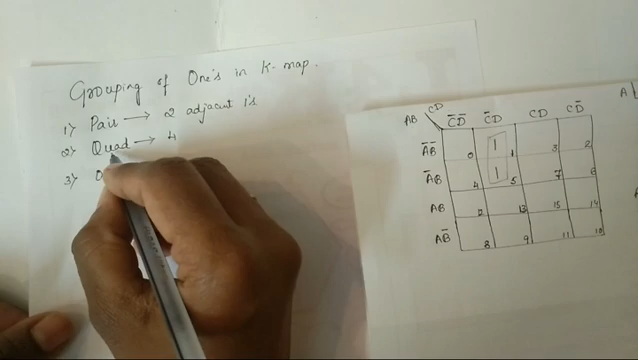 Grouping of One's in K-map.
1) Pair → 2 adjacent 1's
2) Quad → 4
3) O
A
AB CD C̅D̅ C̅D CD CD̅
A̅B̅ 0 1 1 3 2
A̅B 4 1 5 7 6
AB 12 13 15 14
AB̅ 8 9 11 10